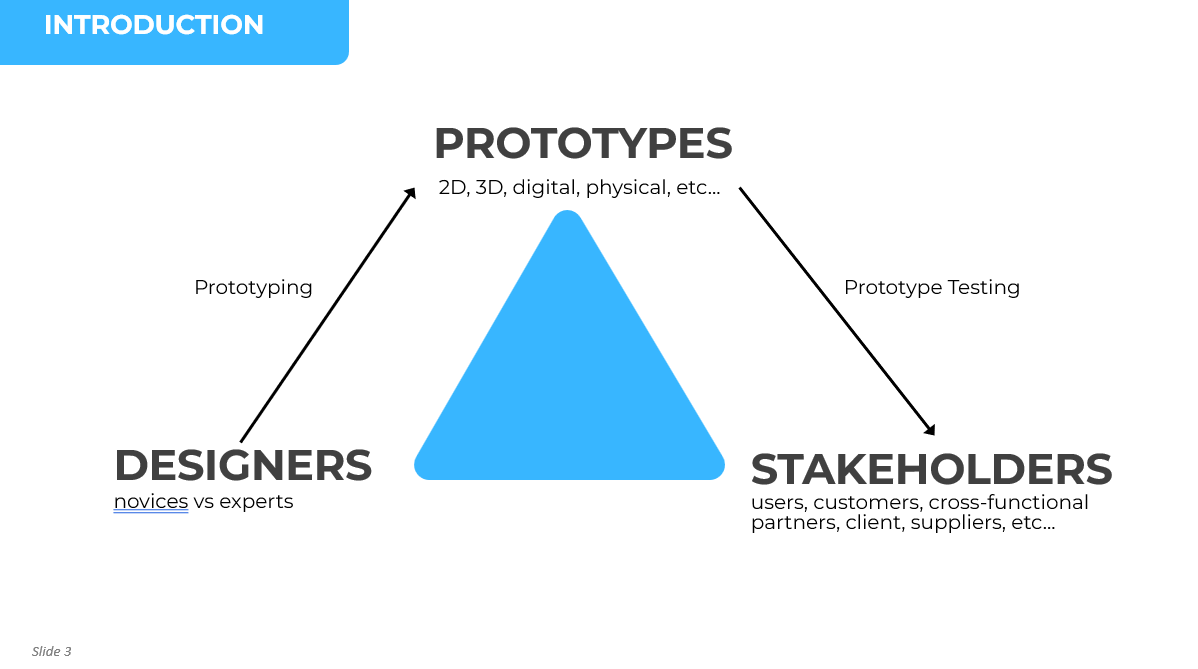 INTRODUCTION
PROTOTYPES
2D, 3D, digital, physical, etc...
Prototyping
Prototype Testing
DESIGNERS
novices vs experts
STAKEHOLDERS
users, customers, cross-functional
partners, client, suppliers, etc...
Slide 3